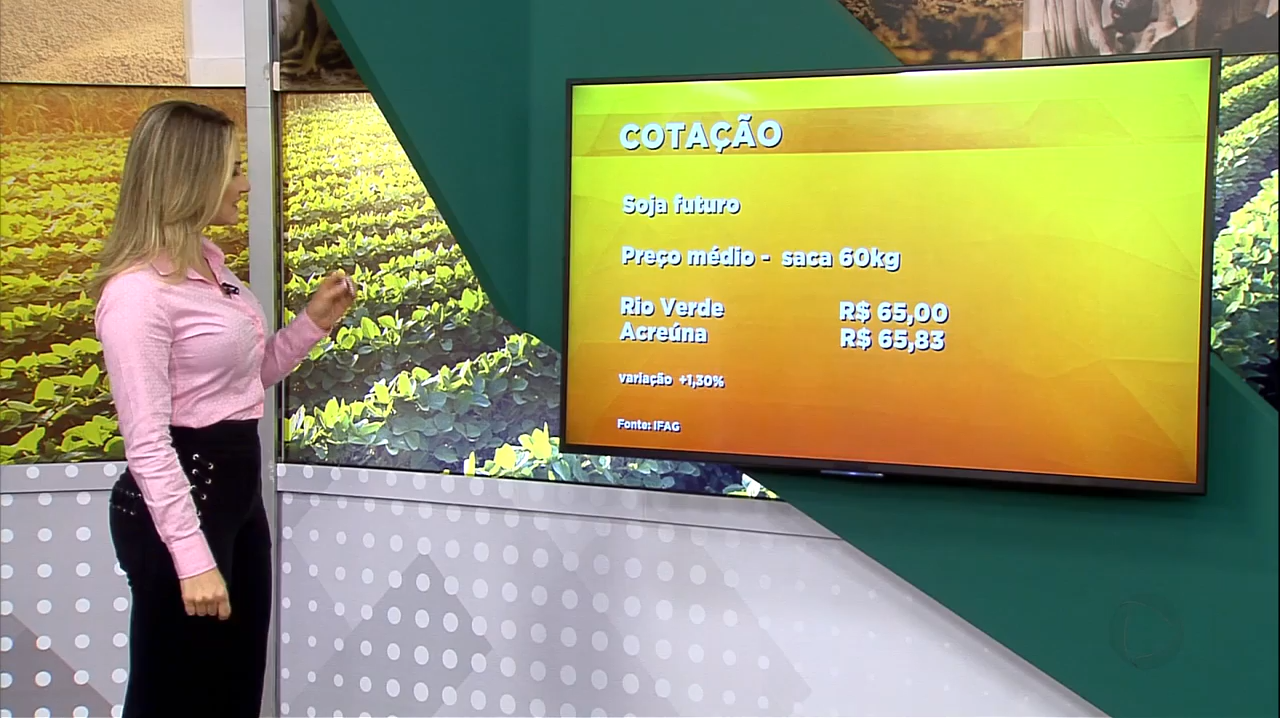 COTAÇÃO
Soja futuro
Preço médio - saca 60kg
Rio Verde R$ 65,00
Acreúna R$ 65,83
variação +1,30%
Fonte: IFAG